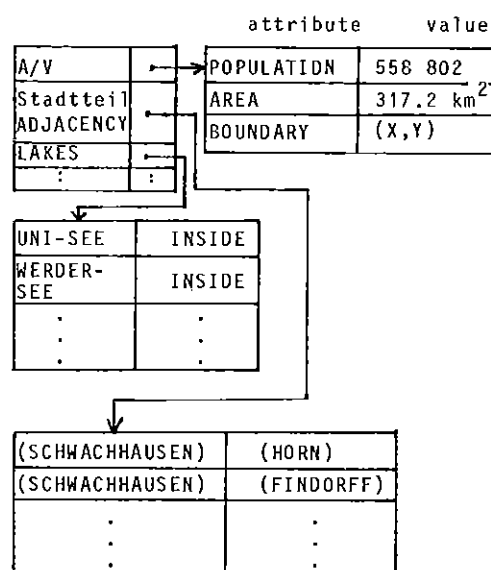 attribute value
A/V
POPULATION 558 802
Stadtteil
ADJACENCY
AREA 317.2 km2
BOUNDARY (X,Y)
LAKES
: :
UNI-SEE INSIDE
WERDER-
SEE INSIDE
. .
. .
. .
(SCHWACHHAUSEN) (HORN)
(SCHWACHHAUSEN) (FINDORFF)
. .
. .
. .